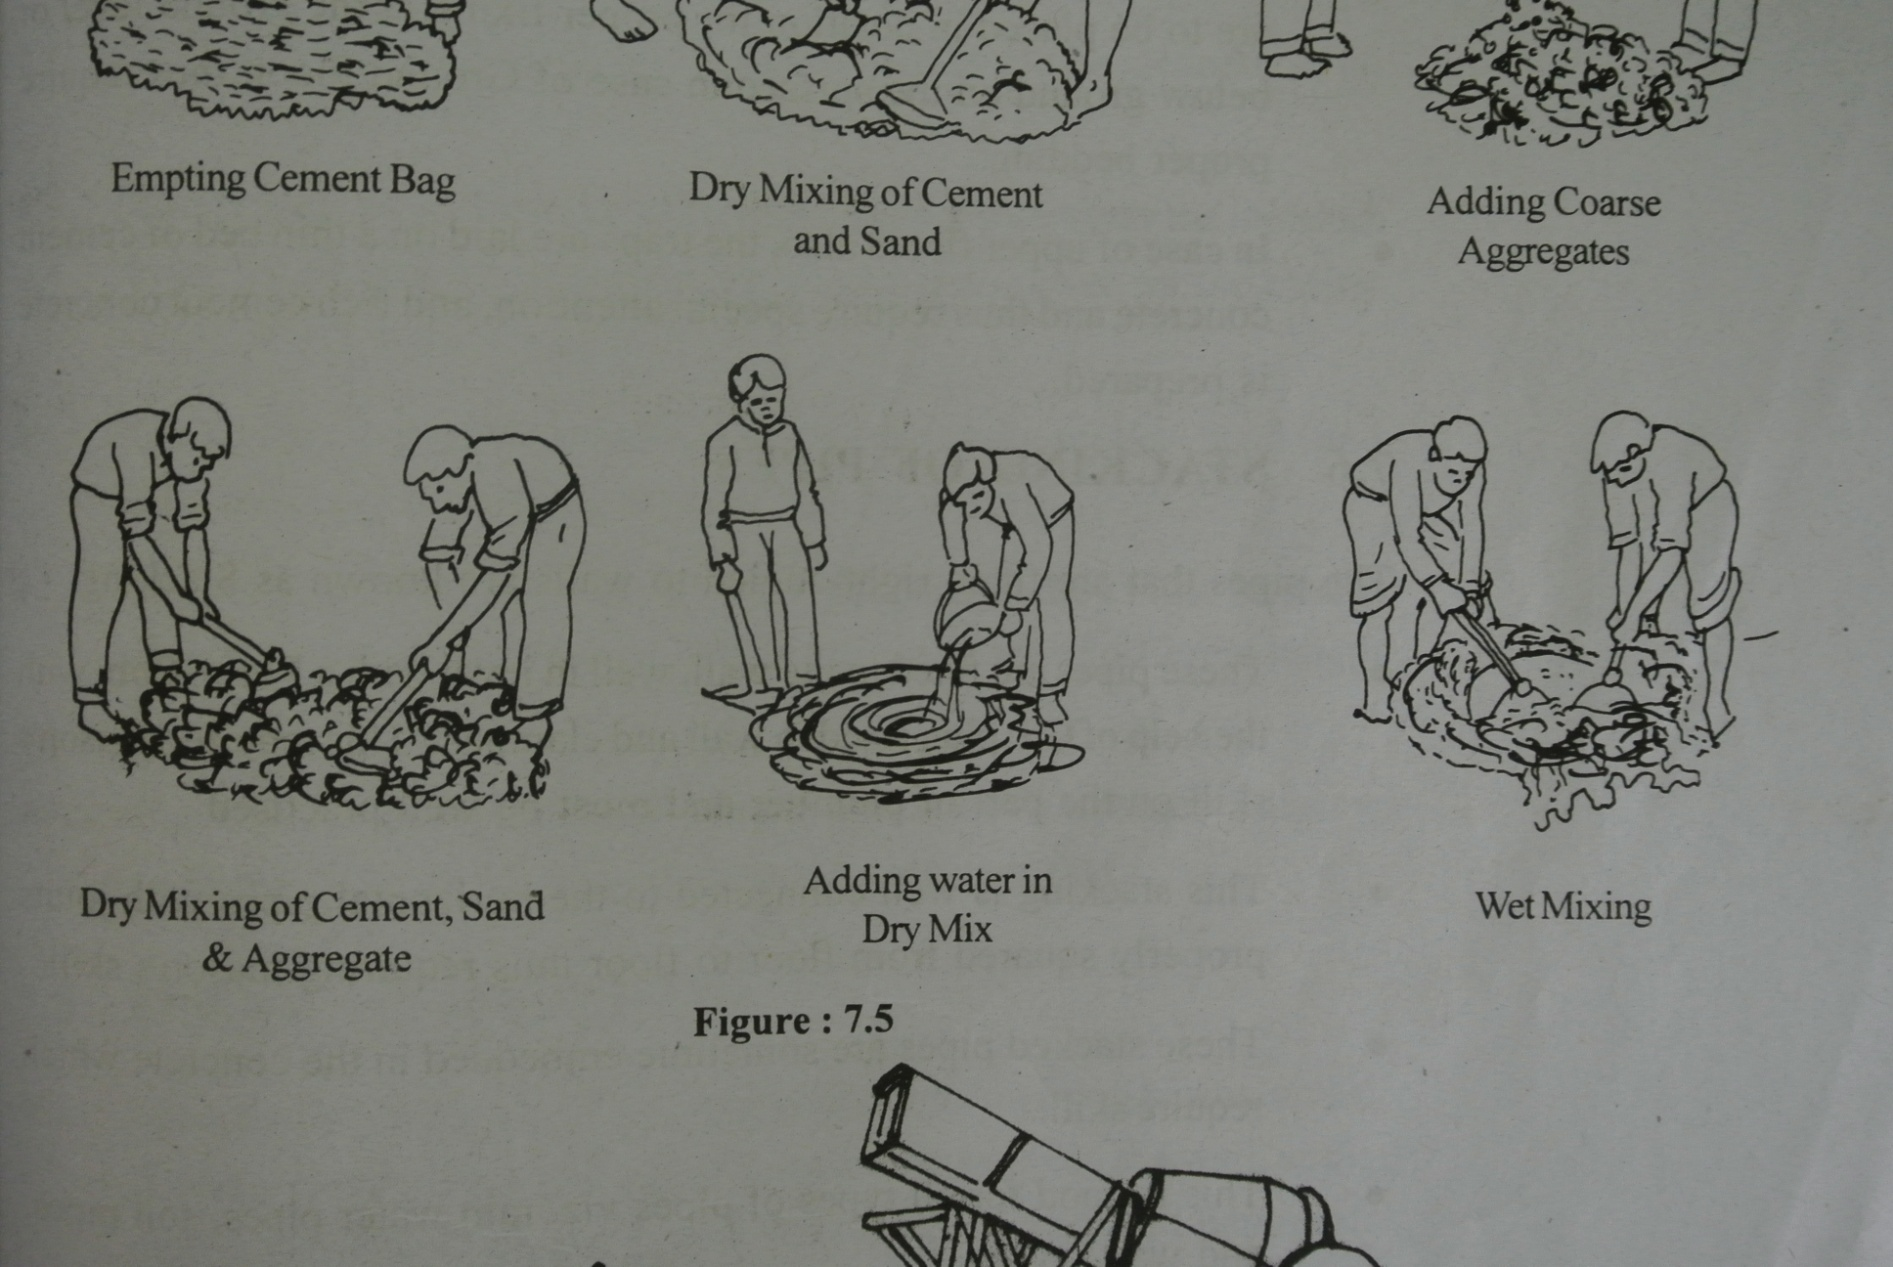 Empting Cement Bag
Dry Mixing of Cement
and Sand
Adding Coarse
Aggregates
Dry Mixing of Cement, Sand
& Aggregate
Adding water in
Dry Mix
Wet Mixing
Figure : 7.5